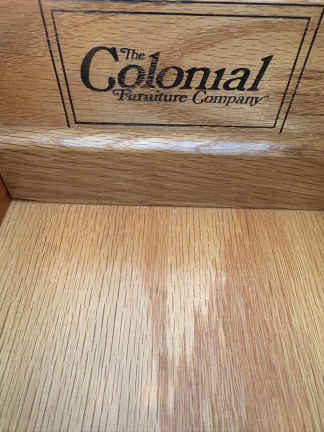 The
Colonial
Furniture Company